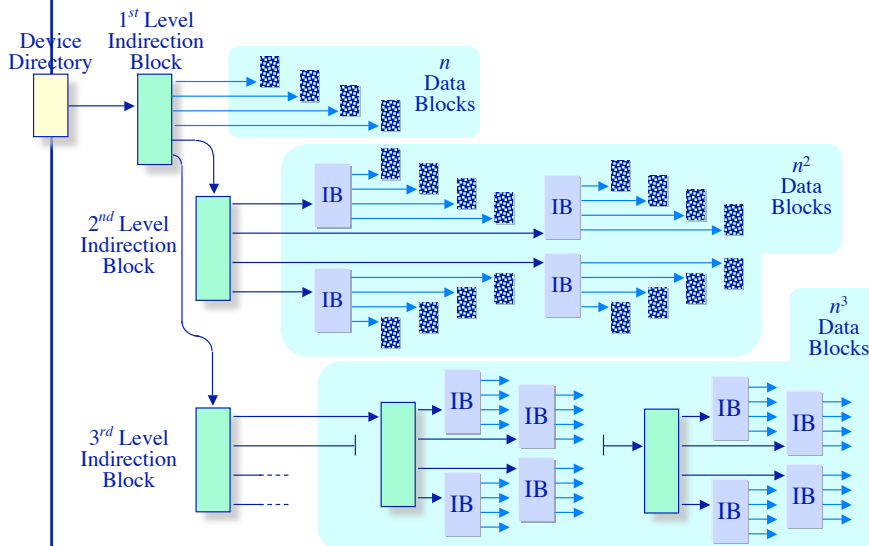 Device
Directory
1st Level
Indirection
Block
n
Data
Blocks
2nd Level
Indirection
Block
IB
IB
IB
IB
n2
Data
Blocks
3rd Level
Indirection
Block
IB
IB
IB
IB
IB
IB
IB
IB
n3
Data
Blocks